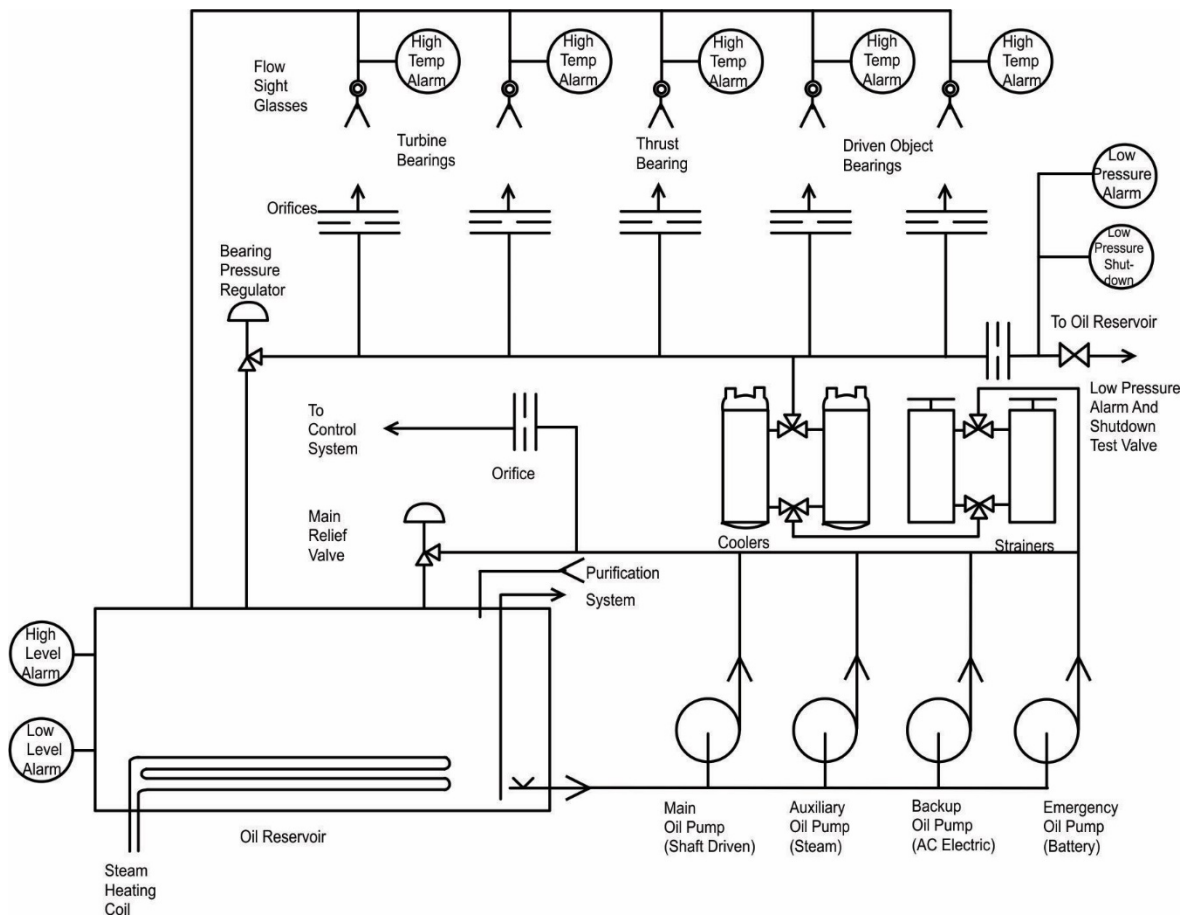 High
Temp
Alarm
High
Temp
Alarm
High
Temp
Alarm
High
Temp
Alarm
High
Temp
Alarm
Flow
Sight
Glasses
Turbine
Bearings
Thrust
Bearing
Driven Object
Bearings
Low
Pressure
Alarm
Orifices
Low
Pressure
Shut-
down
Bearing
Pressure
Regulator
To Oil Reservoir
Low Pressure
Alarm And
Shutdown
Test Valve
To
Control
System
Orifice
Main
Relief
Valve
Coolers
Strainers
Purification
System
High
Level
Alarm
Low
Level
Alarm
Oil Reservoir
Steam
Heating
Coil
Main
Oil Pump
(Shaft Driven)
Auxiliary
Oil Pump
(Steam)
Backup
Oil Pump
(AC Electric)
Emergency
Oil Pump
(Battery)